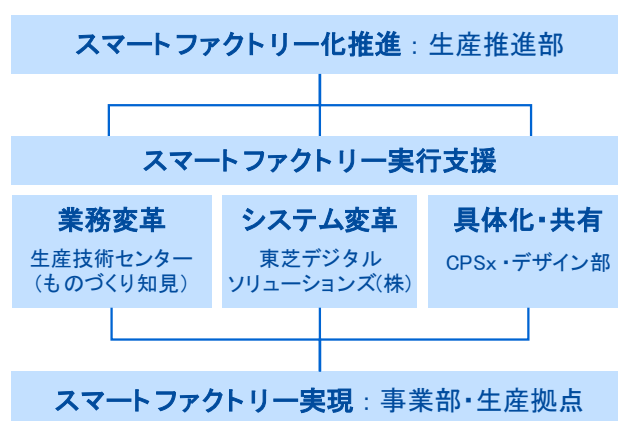 スマートファクトリー化推進：生産推進部
スマートファクトリー実行支援
業務変革
生産技術センター
(ものづくり知見)
システム変革
東芝デジタル
ソリューションズ(株)
具体化・共有
CPSx・デザイン部
スマートファクトリー実現：事業部・生産拠点